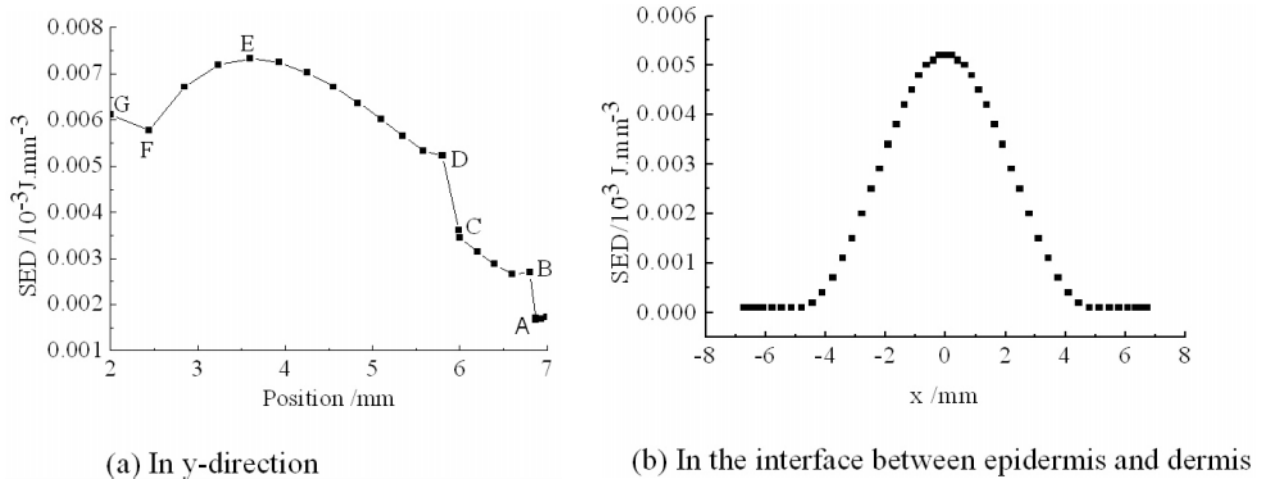 0.008
0.007
0.006
0.005
0.004
0.003
0.002
0.001
SED /10⁻³J.mm⁻³
G
F
E
D
C
B
A
2 3 4 5 6 7
Position /mm
(a) In y-direction
0.006
0.005
0.004
0.003
0.002
0.001
0.000
SED /10³ J.mm⁻³
-8 -6 -4 -2 0 2 4 6 8
x /mm
(b) In the interface between epidermis and dermis